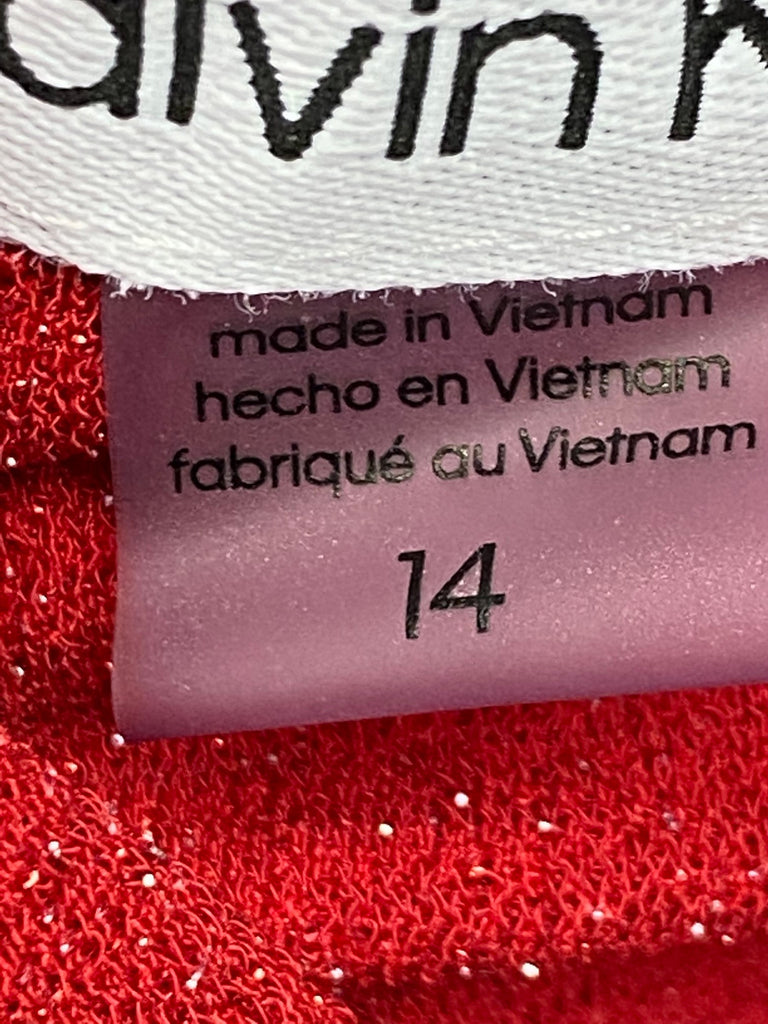 alvin K
made in Vietnam
hecho en Vietnam
fabriqué au Vietnam
14